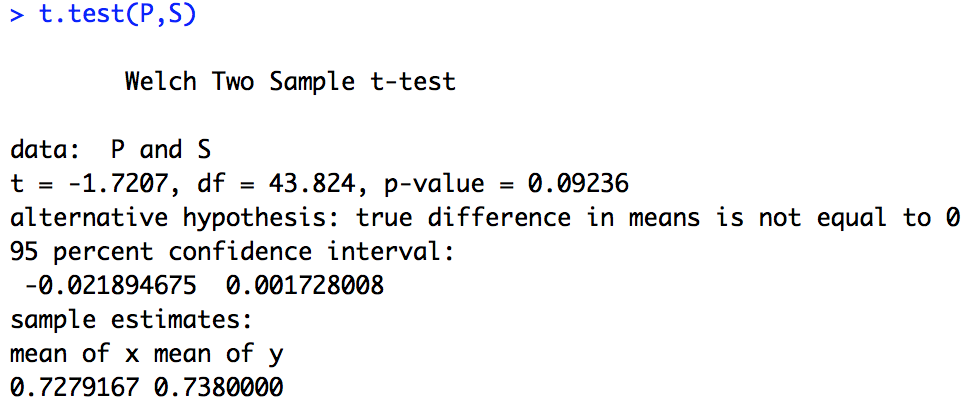 > t.test(P,S)
Welch Two Sample t-test
data:  P and S
t = -1.7207, df = 43.824, p-value = 0.09236
alternative hypothesis: true difference in means is not equal to 0
95 percent confidence interval:
-0.021894675  0.001728008
sample estimates:
mean of x mean of y
0.7279167 0.7380000